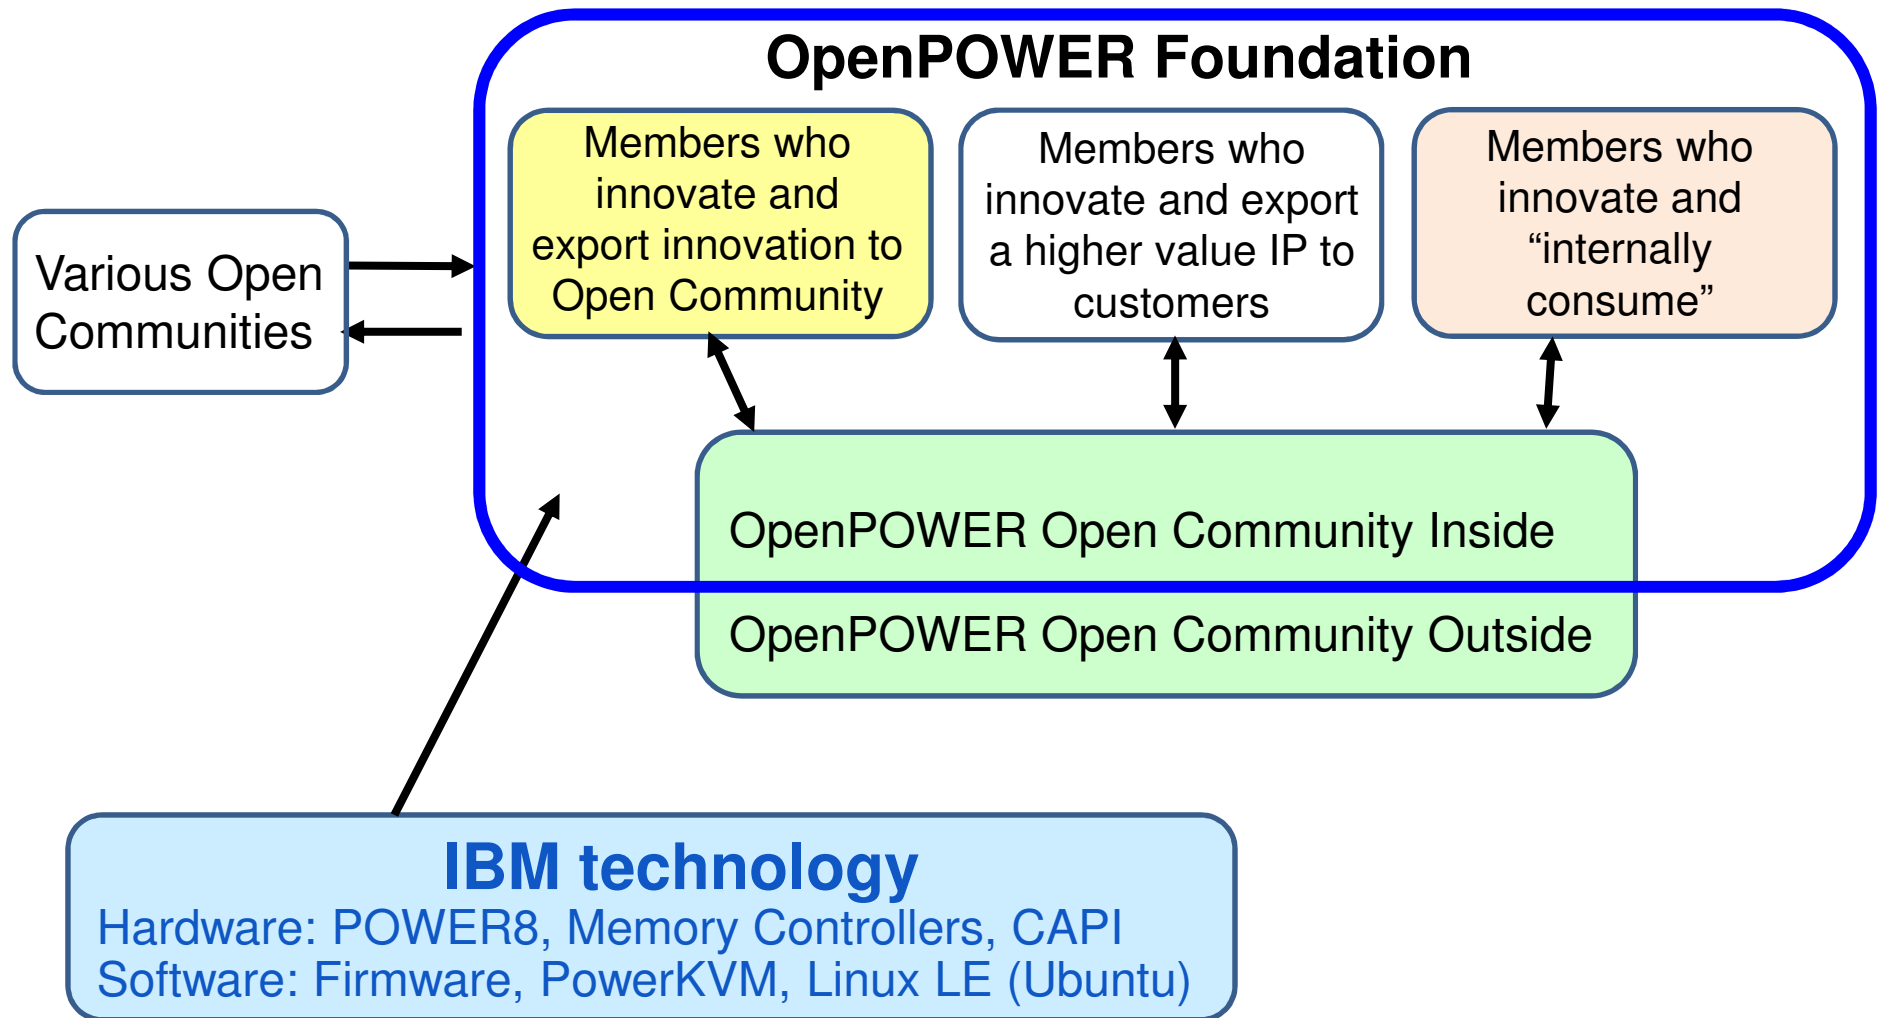 OpenPOWER Foundation
Members who
innovate and
export innovation to
Open Community
Members who
innovate and export
a higher value IP to
customers
Members who
innovate and
“internally
consume”
Various Open
Communities
OpenPOWER Open Community Inside
OpenPOWER Open Community Outside
IBM technology
Hardware: POWER8, Memory Controllers, CAPI
Software: Firmware, PowerKVM, Linux LE (Ubuntu)